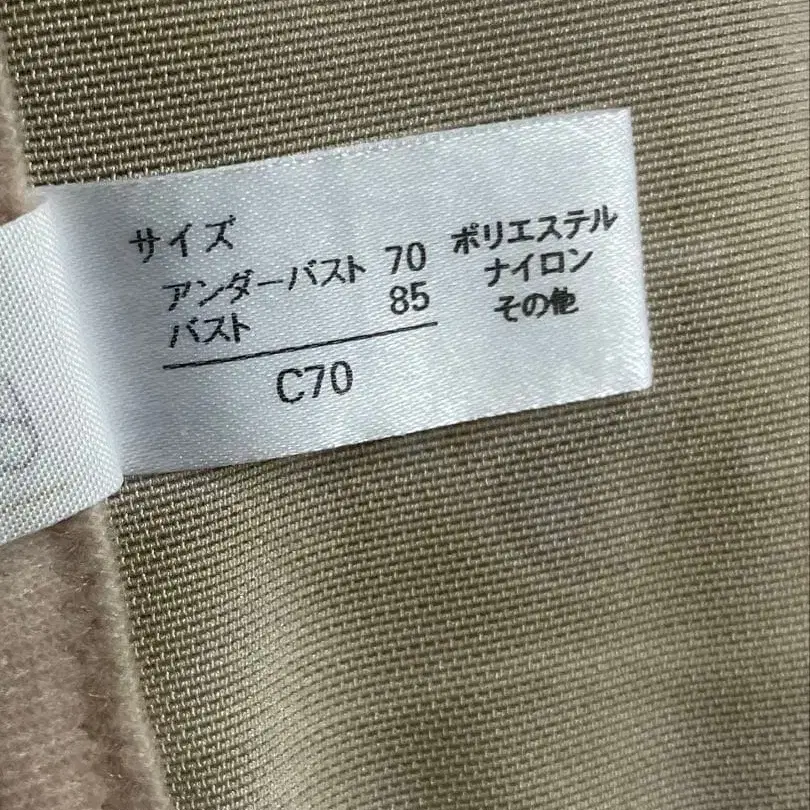 サイズ
アンダーバスト 70
バスト 85
C70
ポリエステル
ナイロン
その他